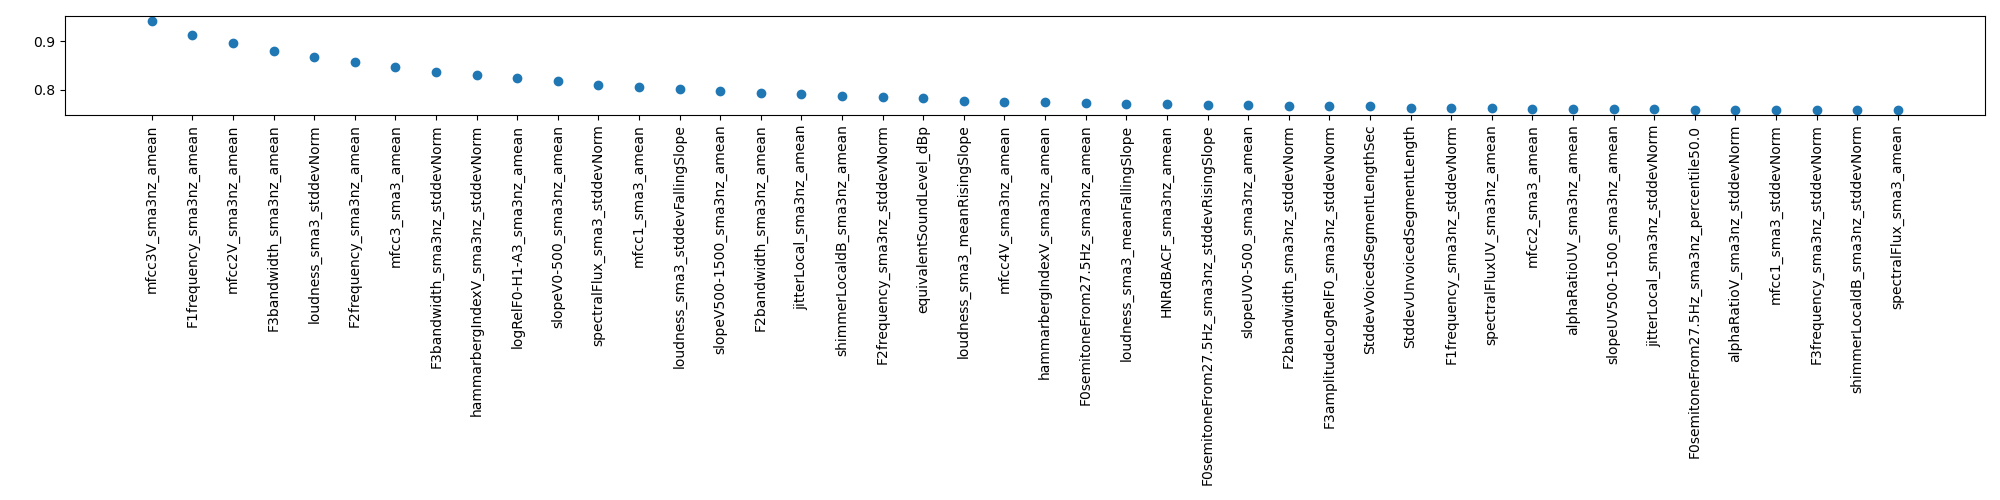 0.9
0.8
mfcc3V_sma3nz_amean
F1frequency_sma3nz_amean
mfcc2V_sma3nz_amean
F3bandwidth_sma3nz_amean
loudness_sma3_stddevNorm
F2frequency_sma3nz_amean
mfcc3_sma3_amean
F3bandwidth_sma3nz_stddevNorm
hammarbergIndexV_sma3nz_stddevNorm
logRelF0-H1-A3_sma3nz_amean
slopeV0-500_sma3nz_amean
spectralFlux_sma3_stddevNorm
mfcc1_sma3_amean
loudness_sma3_stddevFallingSlope
slopeV500-1500_sma3nz_amean
F2bandwidth_sma3nz_amean
jitterLocal_sma3nz_amean
shimmerLocaldB_sma3nz_amean
F2frequency_sma3nz_stddevNorm
equivalentSoundLevel_dBp
loudness_sma3_meanRisingSlope
mfcc4V_sma3nz_amean
hammarbergIndexV_sma3nz_amean
F0semitoneFrom27.5Hz_sma3nz_amean
loudness_sma3_meanFallingSlope
HNRdBACF_sma3nz_amean
F0semitoneFrom27.5Hz_sma3nz_stddevRisingSlope
slopeUV0-500_sma3nz_amean
F2bandwidth_sma3nz_stddevNorm
F3amplitudeLogRelF0_sma3nz_stddevNorm
StddevVoicedSegmentLengthSec
StddevUnvoicedSegmentLength
F1frequency_sma3nz_stddevNorm
spectralFluxUV_sma3nz_amean
mfcc2_sma3_amean
alphaRatioUV_sma3nz_amean
slopeUV500-1500_sma3nz_amean
jitterLocal_sma3nz_stddevNorm
F0semitoneFrom27.5Hz_sma3nz_percentile50.0
alphaRatioV_sma3nz_stddevNorm
mfcc1_sma3_stddevNorm
F3frequency_sma3nz_stddevNorm
shimmerLocaldB_sma3nz_stddevNorm
spectralFlux_sma3_amean